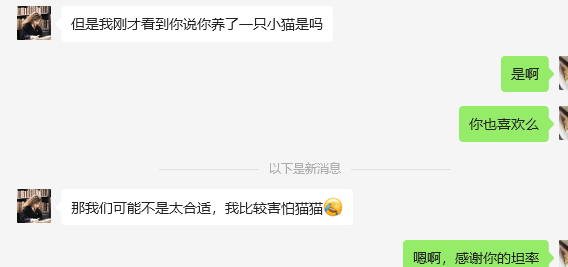 但是我刚才看到你说你养了一只小猫是吗
是啊
你也喜欢么
以下是新消息
那我们可能不是太合适，我比较害怕猫猫
嗯啊，感谢你的坦率